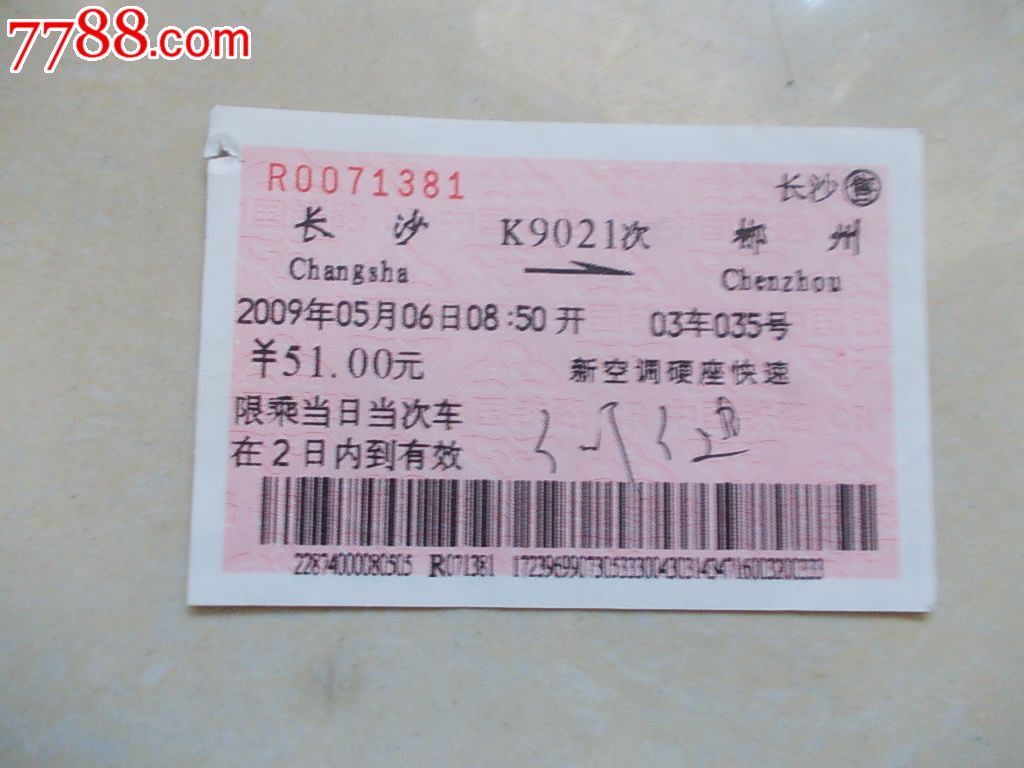 7788.com
R0071381 长沙售
长沙 K9021次 郴州
Changsha Chenzhou
2009年05月06日08:50开 03车035号
¥51.00元 新空调硬座快速
限乘当日当次车
在2日内到有效
22874000080505 R071381